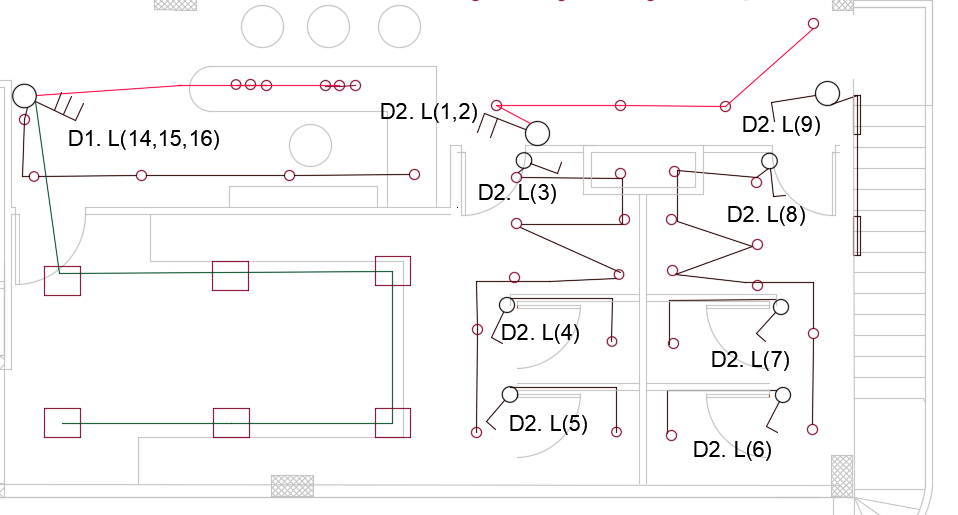 D2. L(1,2)
D2. L(9)
D1. L(14,15,16)
D2. L(3)
D2. L(8)
D2. L(4)
D2. L(7)
D2. L(5)
D2. L(6)